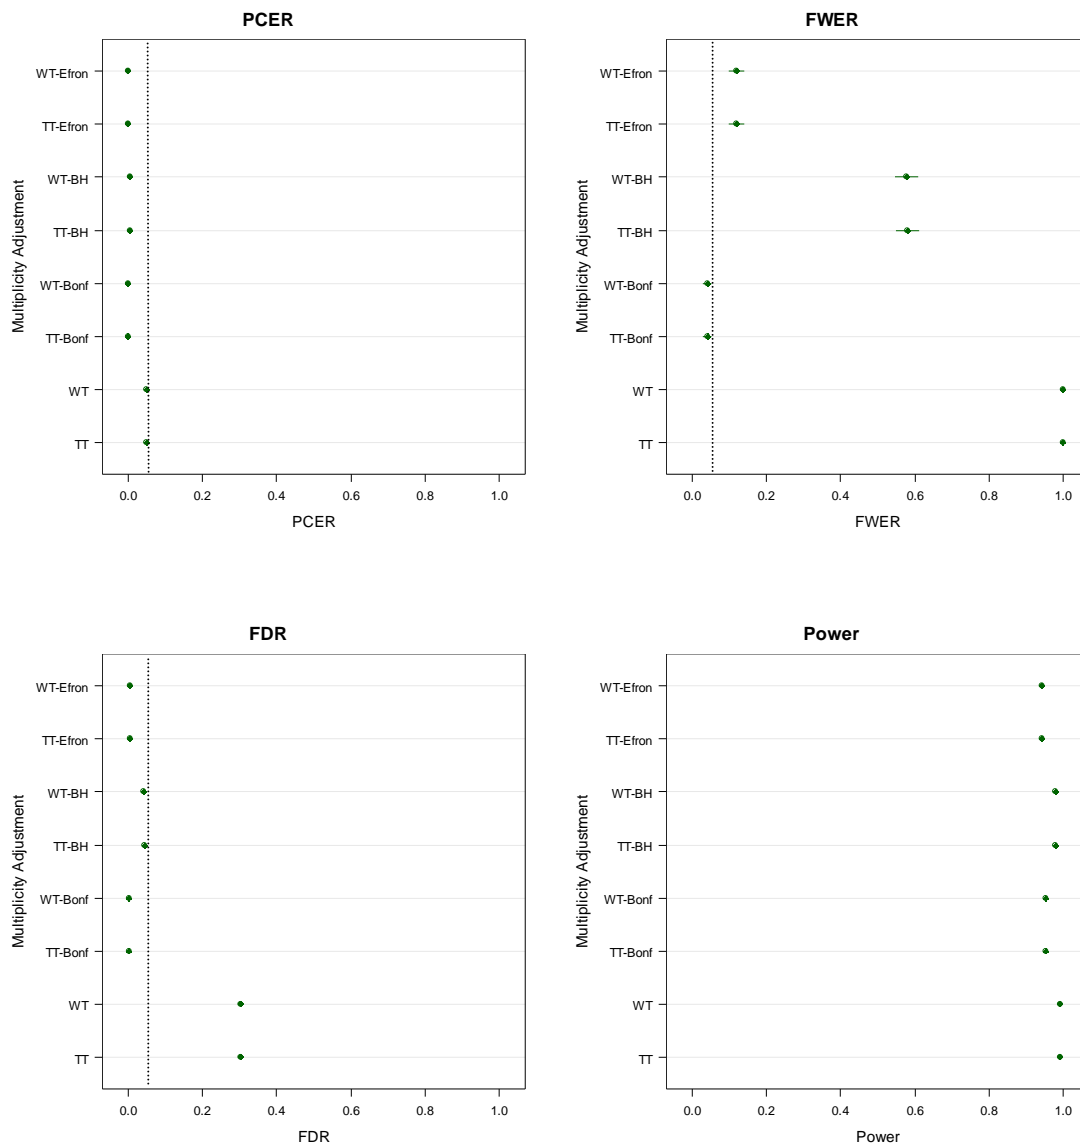 PCER
Multiplicity Adjustment
WT-Efron
TT-Efron
WT-BH
TT-BH
WT-Bonf
TT-Bonf
WT
TT
0.0 0.2 0.4 0.6 0.8 1.0
PCER
FWER
Multiplicity Adjustment
WT-Efron
TT-Efron
WT-BH
TT-BH
WT-Bonf
TT-Bonf
WT
TT
0.0 0.2 0.4 0.6 0.8 1.0
FWER
FDR
Multiplicity Adjustment
WT-Efron
TT-Efron
WT-BH
TT-BH
WT-Bonf
TT-Bonf
WT
TT
0.0 0.2 0.4 0.6 0.8 1.0
FDR
Power
Multiplicity Adjustment
WT-Efron
TT-Efron
WT-BH
TT-BH
WT-Bonf
TT-Bonf
WT
TT
0.0 0.2 0.4 0.6 0.8 1.0
Power